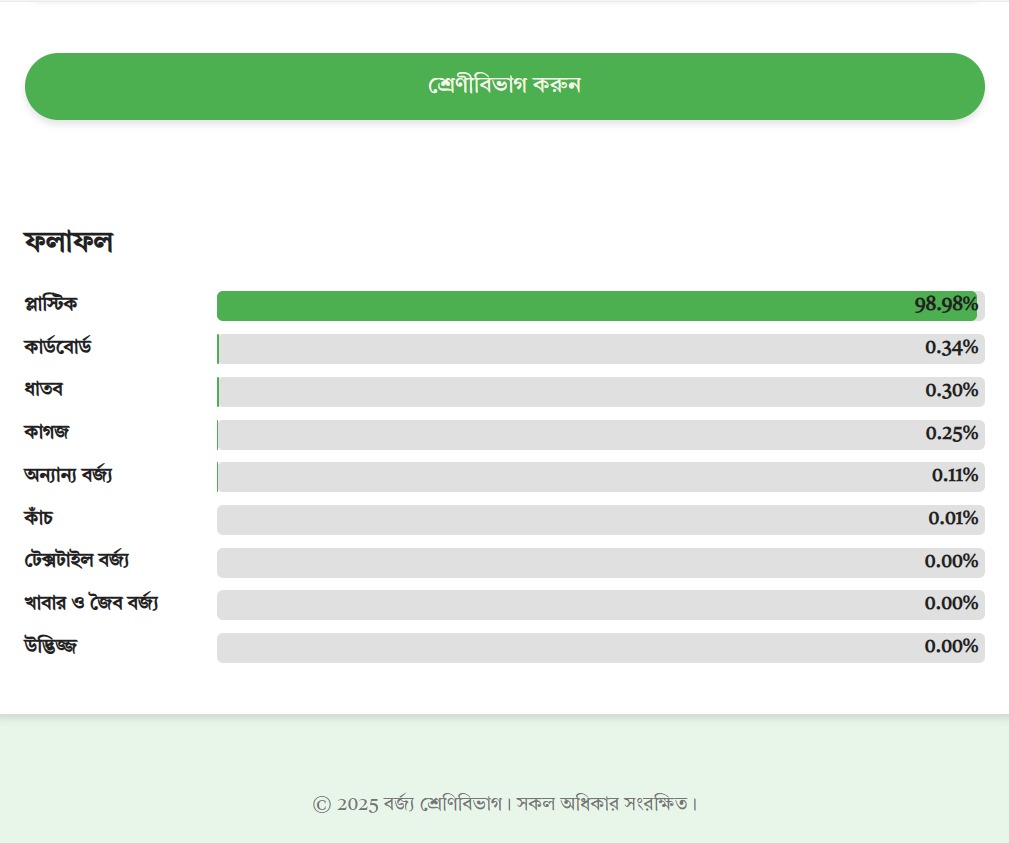 শ্রেণীবিভাগ করুন
ফলাফল
প্লাস্টিক 98.98%
কার্ডবোর্ড 0.34%
ধাতব 0.30%
কাগজ 0.25%
অন্যান্য বর্জ্য 0.11%
কাঁচ 0.01%
টেক্সটাইল বর্জ্য 0.00%
খাবার ও জৈব বর্জ্য 0.00%
উদ্ভিজ্জ 0.00%
© 2025 বর্জ্য শ্রেণিবিভাগ। সকল অধিকার সংরক্ষিত।